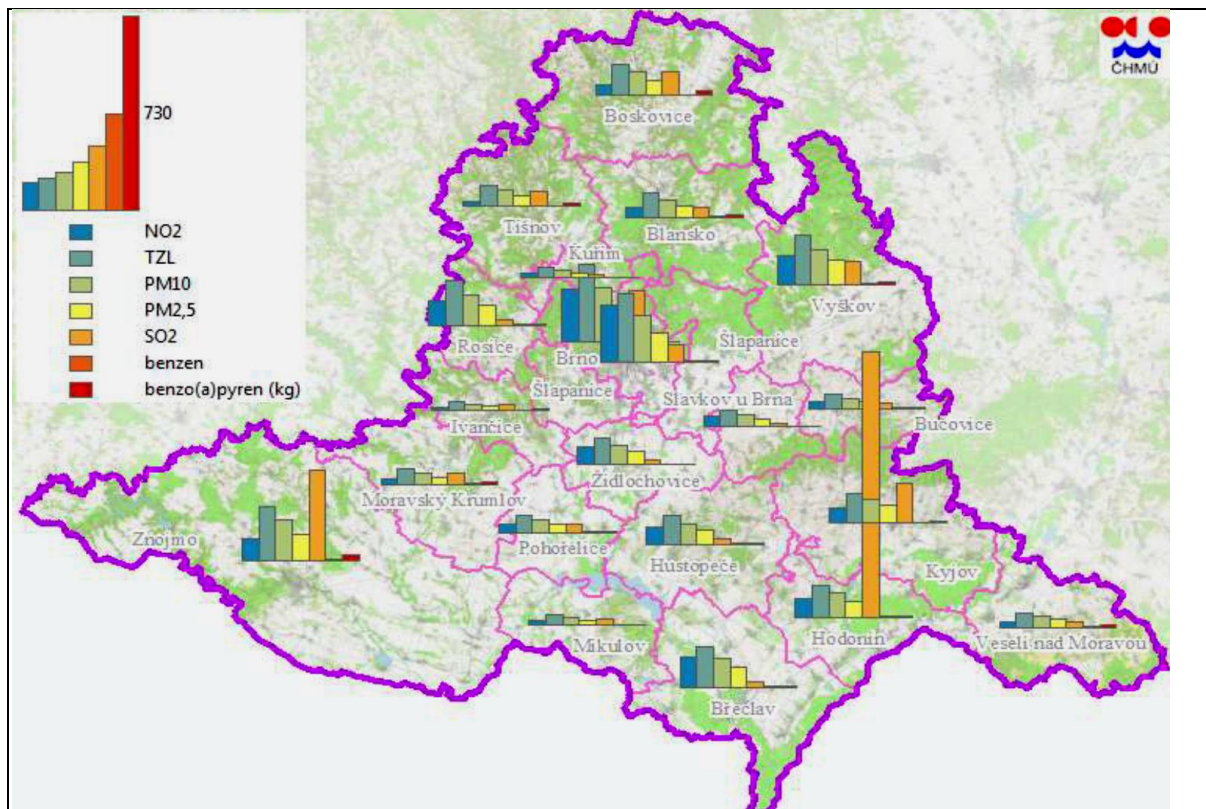 730
NO2
TZL
PM10
PM2,5
SO2
benzen
benzo(a)pyren (kg)
ČHMÚ
Boskovice
Tišnov
Blansko
Kuřim
Vyškov
Rosice
Brno
Šlapanice
Šlapanice
Slavkov u Brna
Ivančice
Bučovice
Židlochovice
Moravský Krumlov
Znojmo
Pohořelice
Hustopeče
Kyjov
Mikulov
Hodonín
Veselí nad Moravou
Břeclav